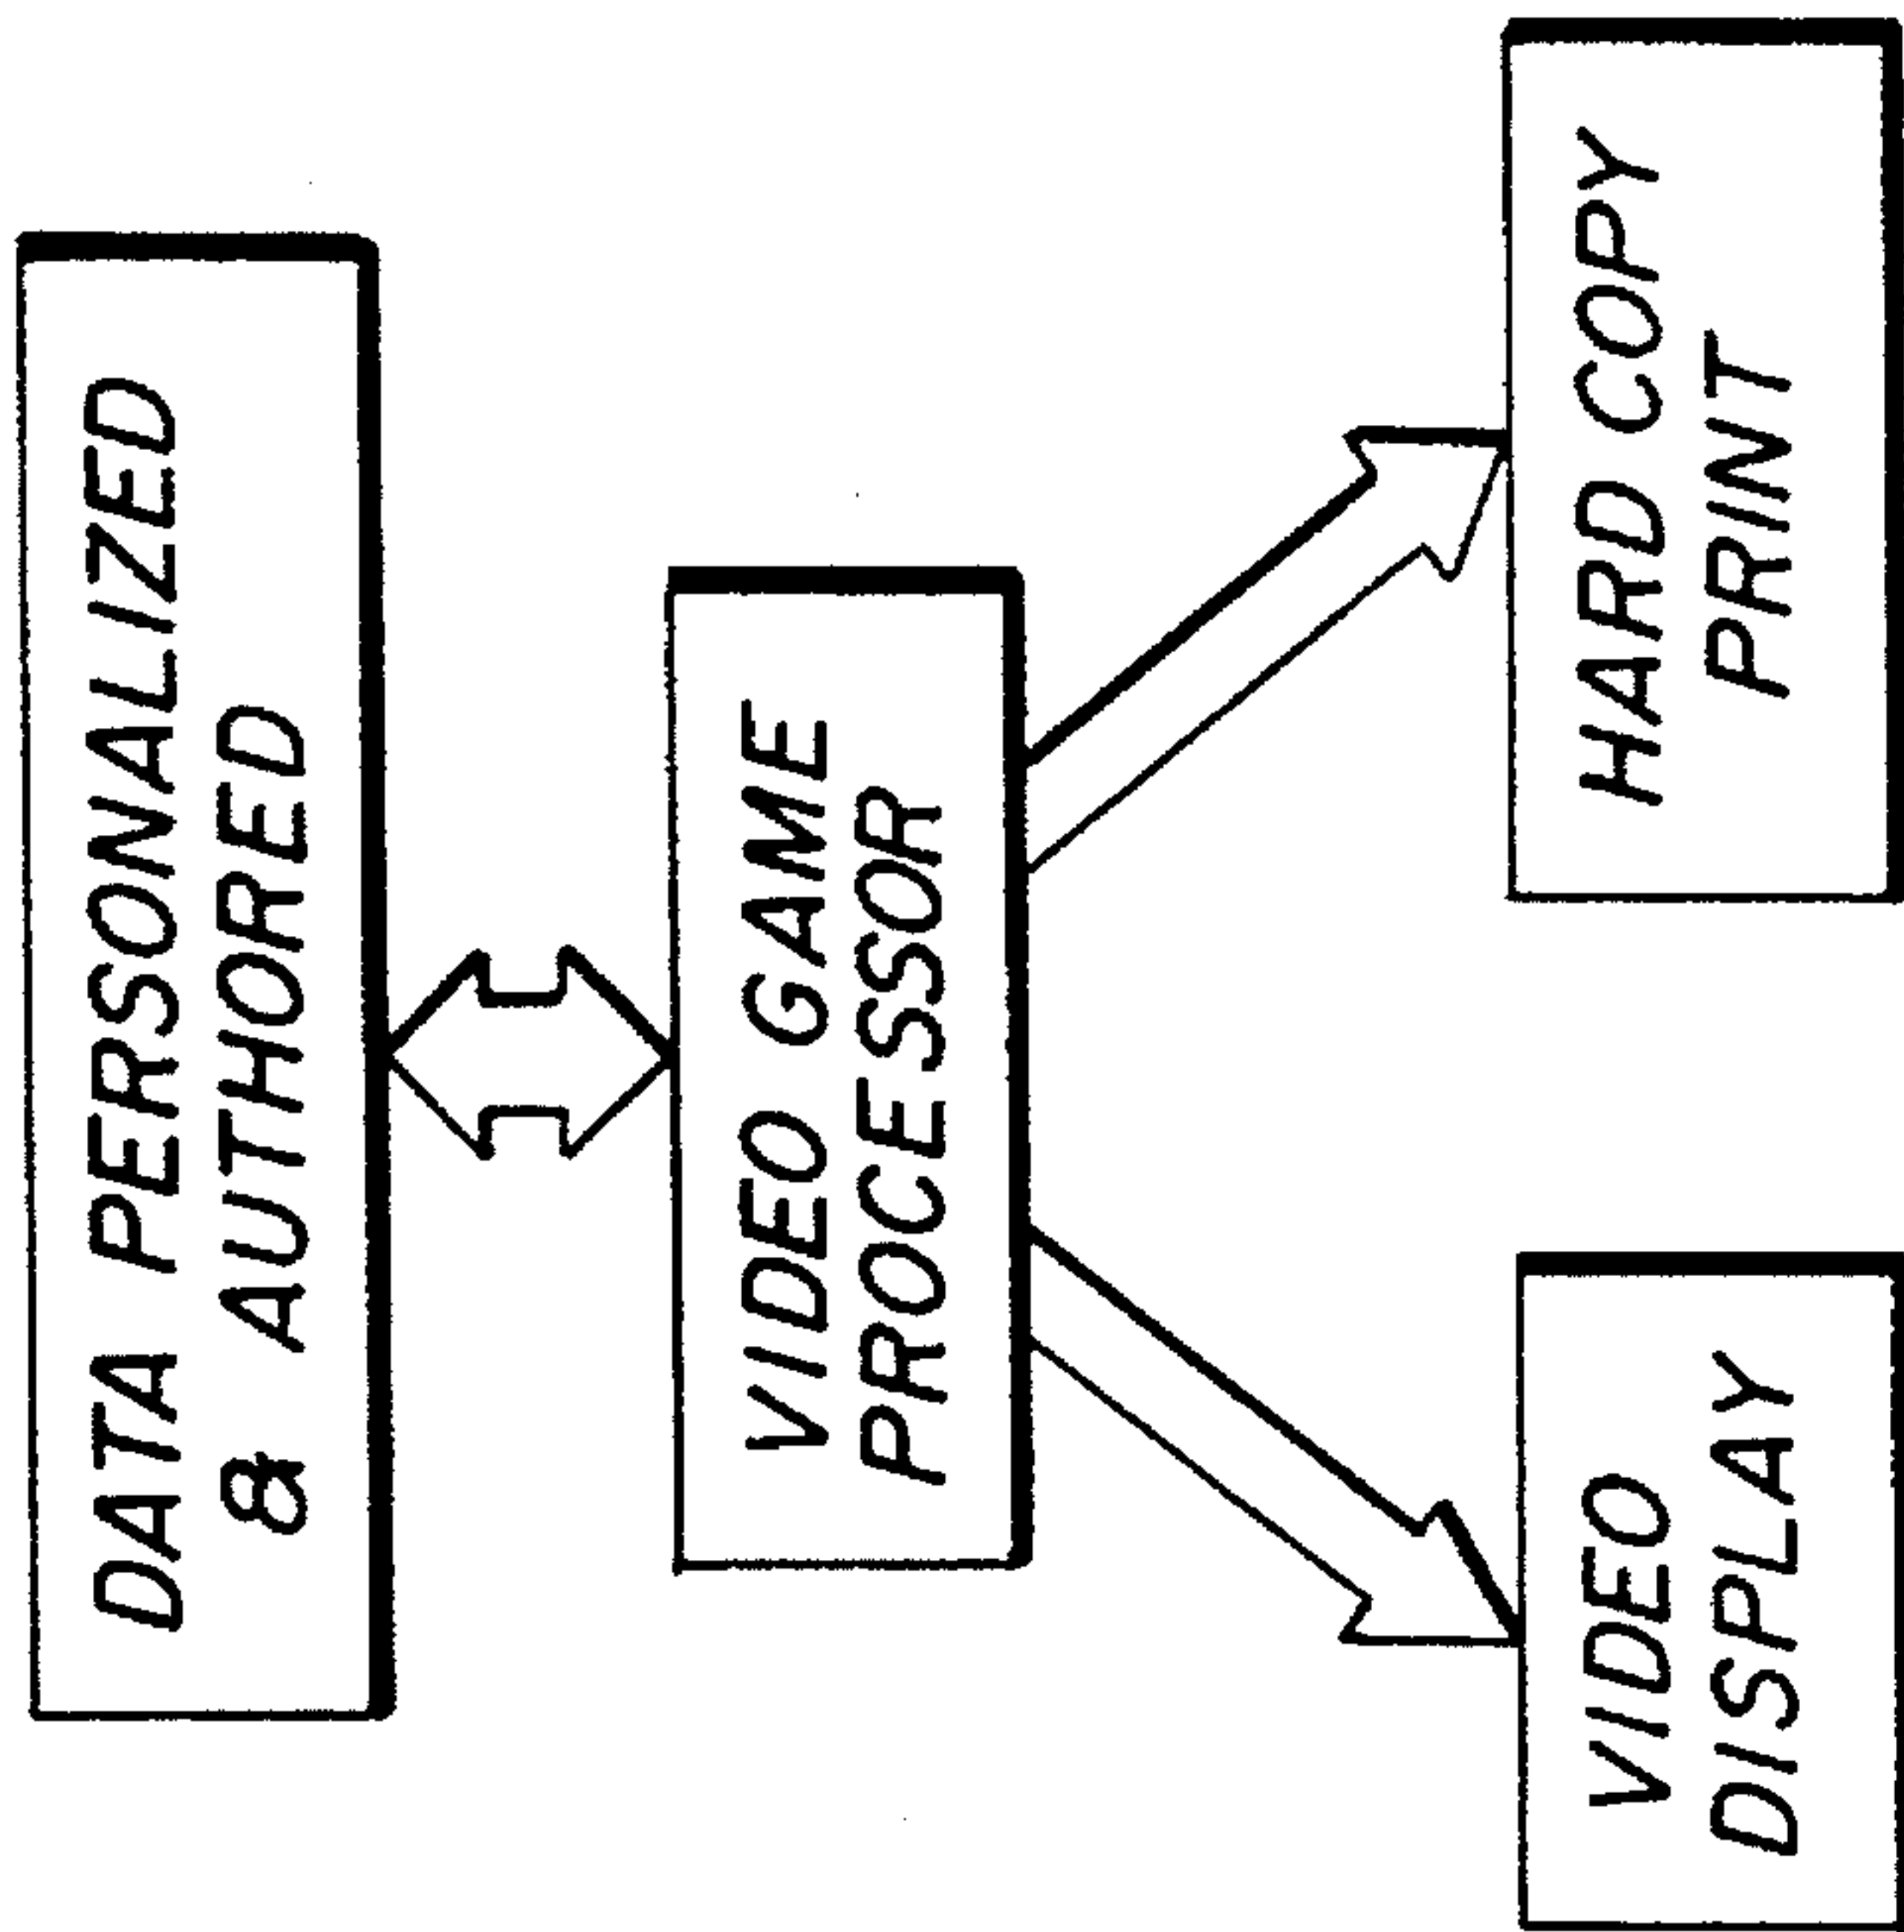 DATA PERSONALIZED
& AUTHORED
VIDEO GAME
PROCESSOR
VIDEO
DISPLAY
HARD COPY
PRINT